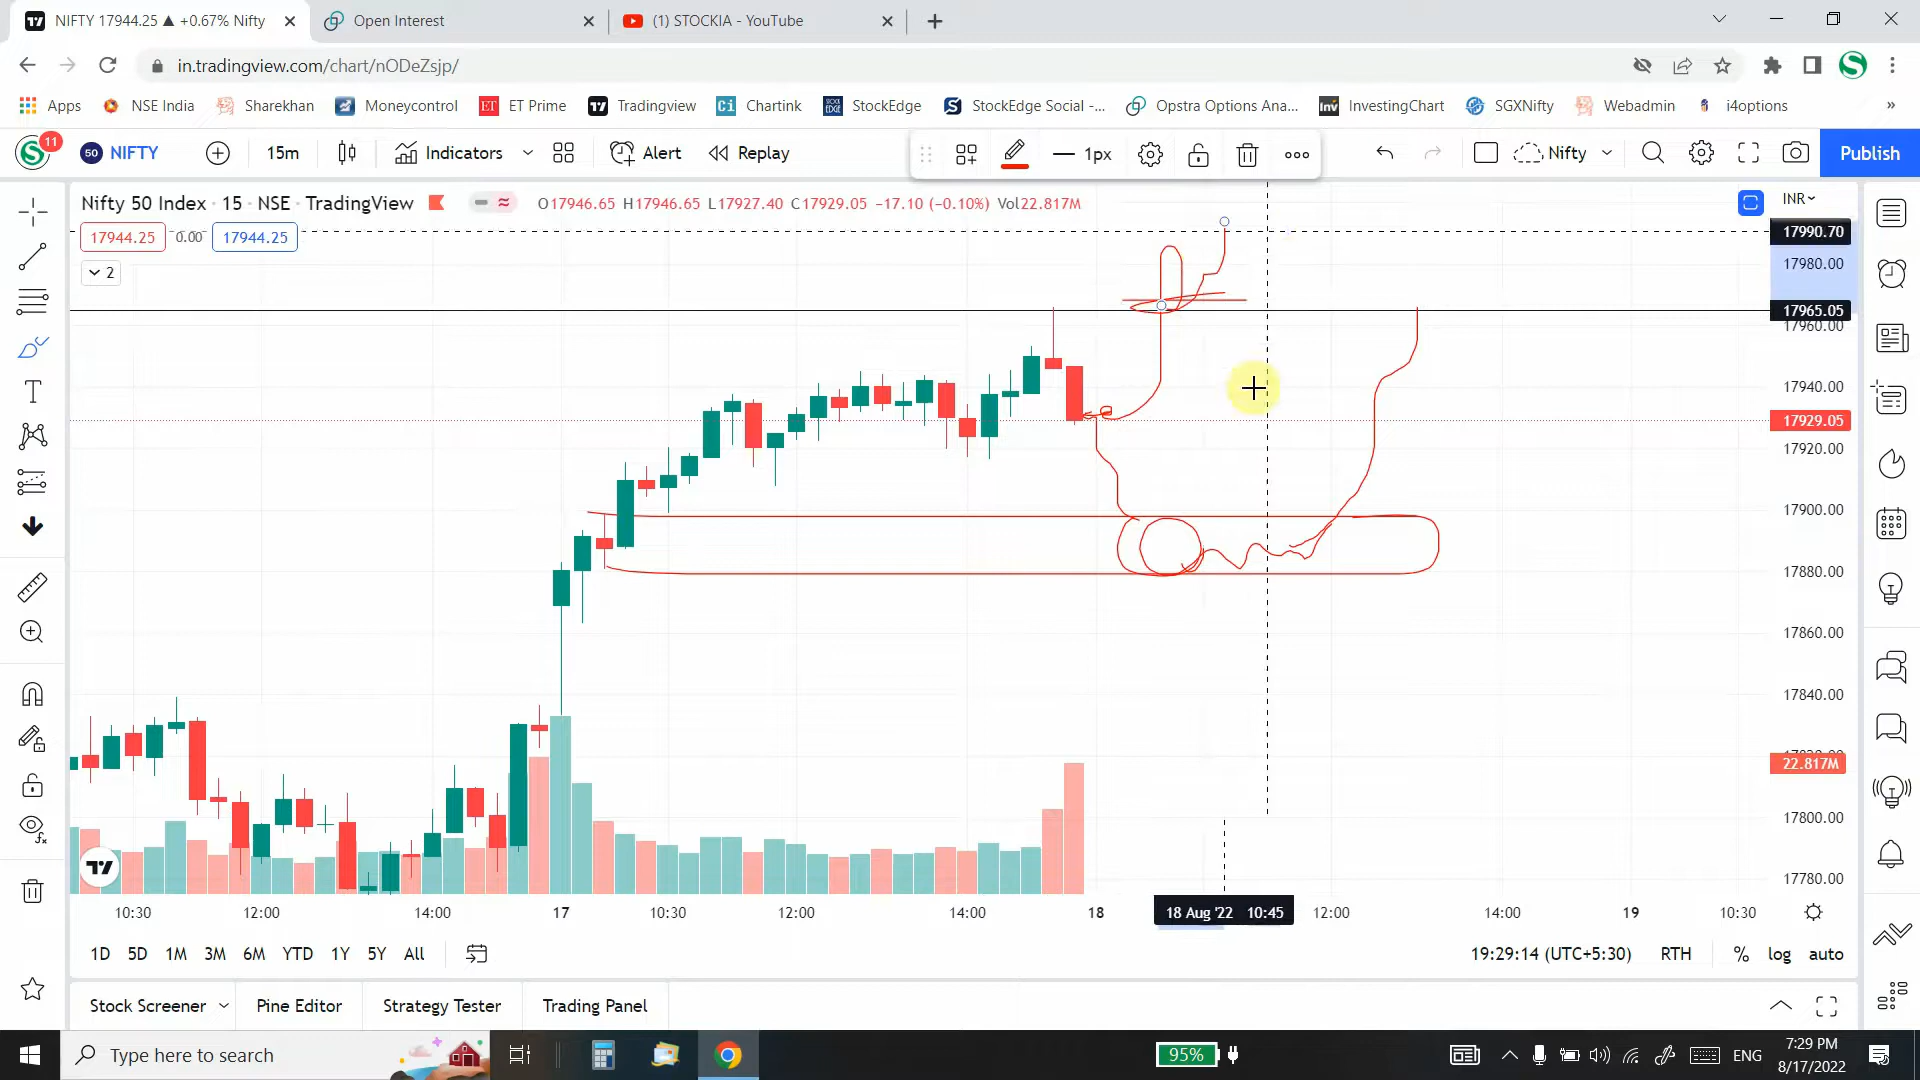 NIFTY 17944.25 ▲ +0.67% Nifty
Open Interest
(1) STOCKIA - YouTube
in.tradingview.com/chart/nODeZsjp/
Apps
NSE India
Sharekhan
Moneycontrol
ET
ET Prime
Tradingview
Ci
Chartink
StockEdge
StockEdge Social -...
Opstra Options Ana...
Inv
InvestingChart
SGXNifty
Webadmin
i4options
»
11
50
NIFTY
15m
Indicators
Alert
Replay
1px
Nifty
Publish
Nifty 50 Index · 15 · NSE · TradingView
O17946.65 H17946.65 L17927.40 C17929.05 −17.10 (−0.10%) Vol22.817M
INR
17944.25
0.00
17944.25
2
17990.70
17980.00
17965.05
17960.00
17940.00
17929.05
17920.00
17900.00
17880.00
17860.00
17840.00
22.817M
17800.00
17780.00
10:30
12:00
14:00
17
10:30
12:00
14:00
18
18 Aug '22 10:45
12:00
14:00
19
10:30
1D
5D
1M
3M
6M
YTD
1Y
5Y
All
19:29:14 (UTC+5:30)
RTH
%
log
auto
Stock Screener
Pine Editor
Strategy Tester
Trading Panel
Type here to search
95%
ENG
7:29 PM
8/17/2022